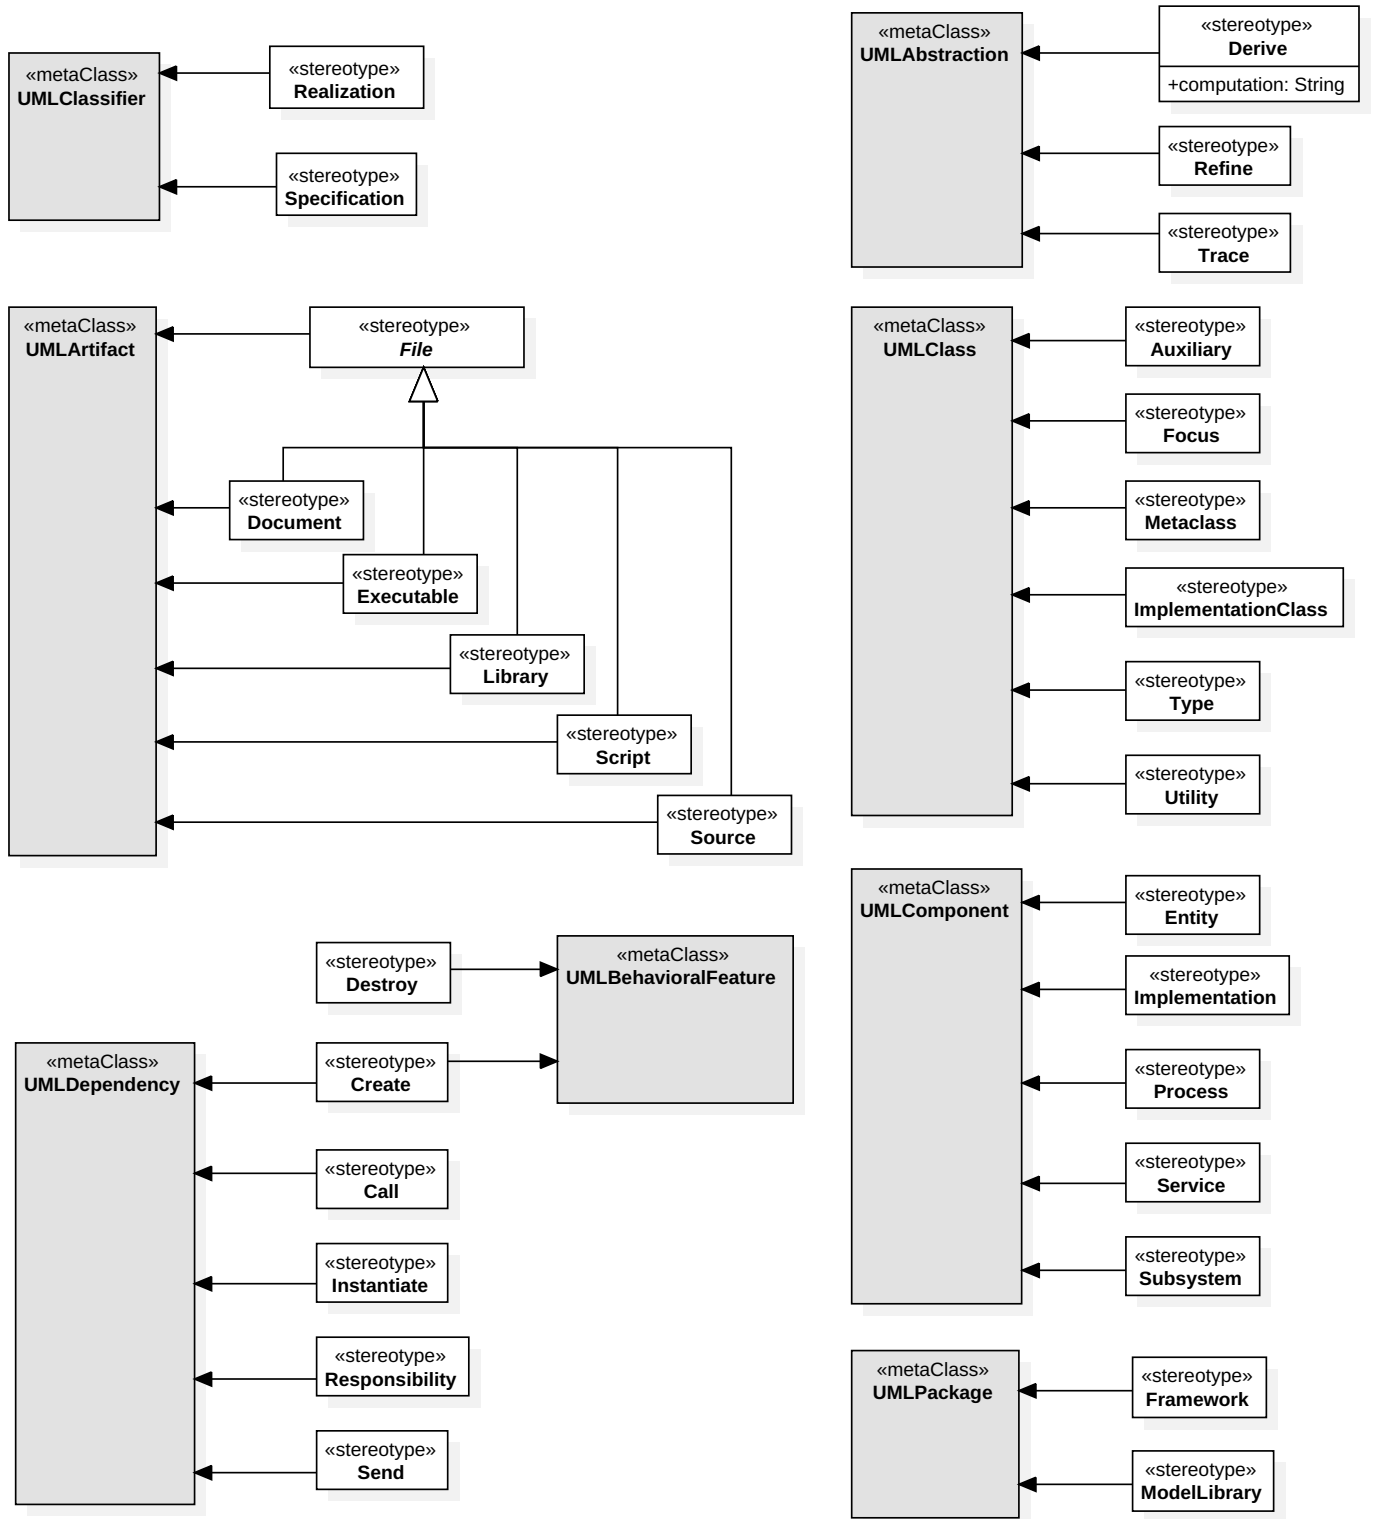 «metaClass»
UMLClassifier
«stereotype»
Realization
«stereotype»
Specification
«metaClass»
UMLAbstraction
«stereotype»
Derive
+computation: String
«stereotype»
Refine
«stereotype»
Trace
«metaClass»
UMLArtifact
«stereotype»
File
«stereotype»
Document
«stereotype»
Executable
«stereotype»
Library
«stereotype»
Script
«stereotype»
Source
«metaClass»
UMLClass
«stereotype»
Auxiliary
«stereotype»
Focus
«stereotype»
Metaclass
«stereotype»
ImplementationClass
«stereotype»
Type
«stereotype»
Utility
«stereotype»
Destroy
«metaClass»
UMLBehavioralFeature
«metaClass»
UMLDependency
«stereotype»
Create
«stereotype»
Call
«stereotype»
Instantiate
«stereotype»
Responsibility
«stereotype»
Send
«metaClass»
UMLComponent
«stereotype»
Entity
«stereotype»
Implementation
«stereotype»
Process
«stereotype»
Service
«stereotype»
Subsystem
«metaClass»
UMLPackage
«stereotype»
Framework
«stereotype»
ModelLibrary